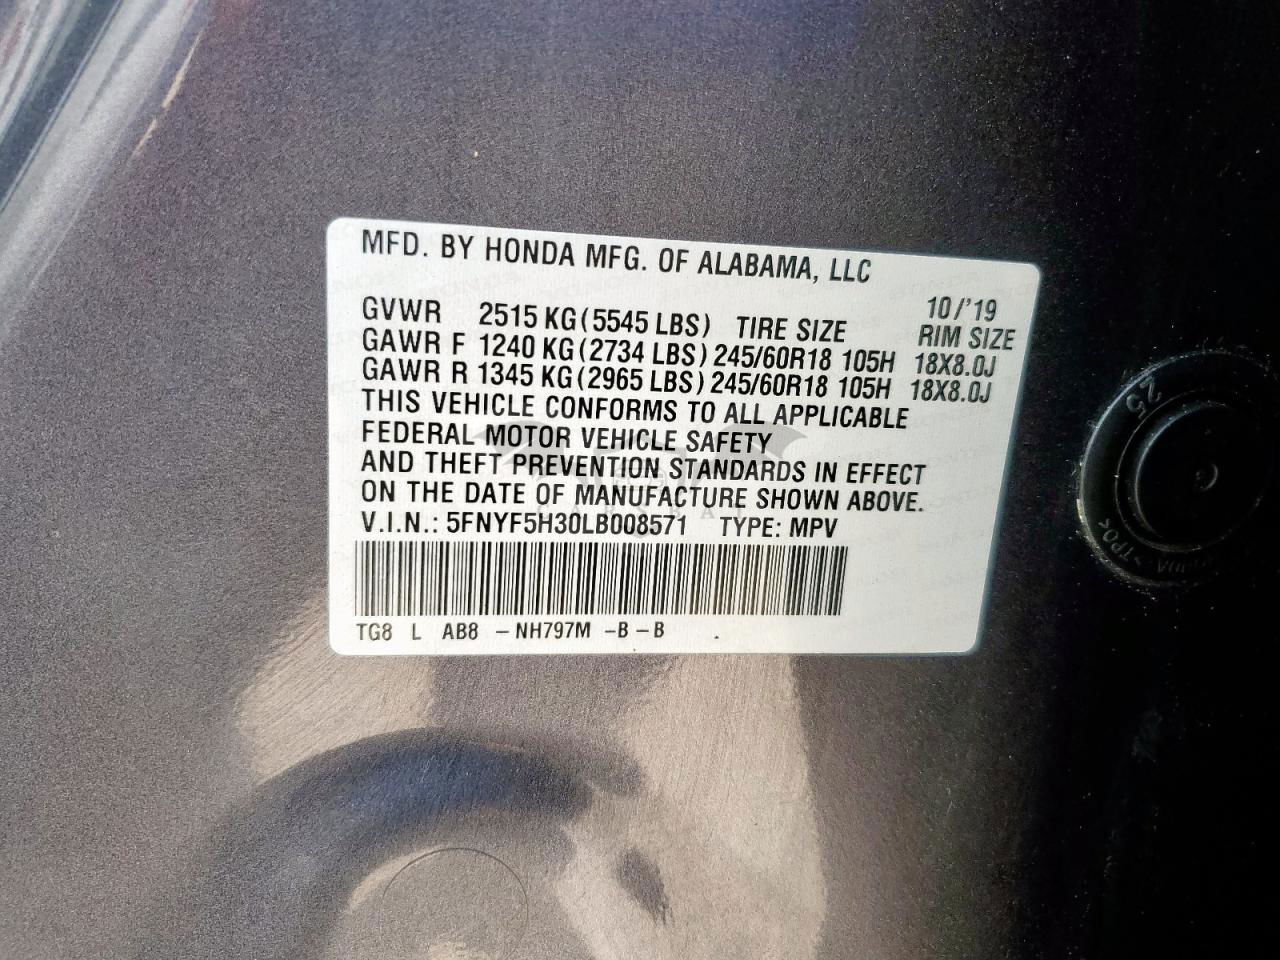 MFD. BY HONDA MFG. OF ALABAMA, LLC
10/'19
GVWR 2515 KG(5545 LBS) TIRE SIZE RIM SIZE
GAWR F 1240 KG(2734 LBS) 245/60R18 105H 18X8.0J
GAWR R 1345 KG(2965 LBS) 245/60R18 105H 18X8.0J
THIS VEHICLE CONFORMS TO ALL APPLICABLE
FEDERAL MOTOR VEHICLE SAFETY
AND THEFT PREVENTION STANDARDS IN EFFECT
ON THE DATE OF MANUFACTURE SHOWN ABOVE.
V.I.N.: 5FNYF5H30LB008571 TYPE: MPV
TG8 L AB8 -NH797M -B-B
25
>TPO<